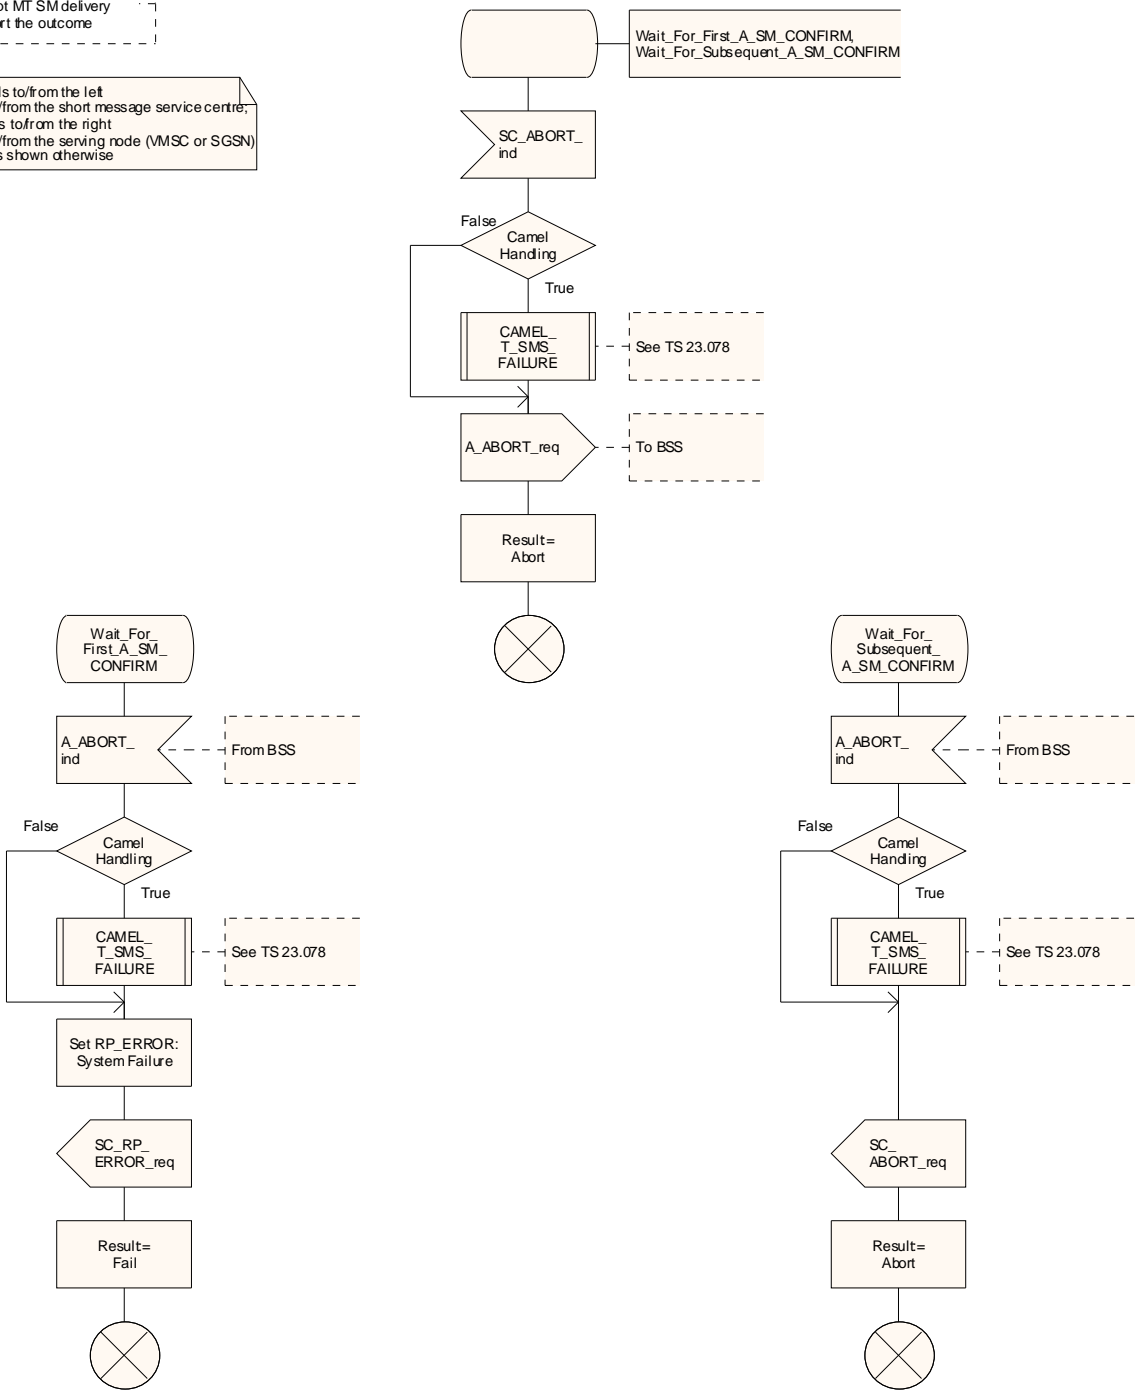 ot MT SM delivery
rt the outcome
ls to/from the left
/from the short message service centre;
s to/from the right
/from the serving node (VMSC or SGSN)
s shown otherwise
Wait_For_First_A_SM_CONFIRM,
Wait_For_Subsequent_A_SM_CONFIRM
SC_ABORT_
ind
False
Camel
Handling
True
CAMEL_
T_SMS_
FAILURE
See TS 23.078
A_ABORT_req
To BSS
Result=
Abort
Wait_For_
First_A_SM_
CONFIRM
A_ABORT_
ind
From BSS
False
Camel
Handling
True
CAMEL_
T_SMS_
FAILURE
See TS 23.078
Set RP_ERROR:
System Failure
SC_RP_
ERROR_req
Result=
Fail
Wait_For_
Subsequent_
A_SM_CONFIRM
A_ABORT_
ind
From BSS
False
Camel
Handling
True
CAMEL_
T_SMS_
FAILURE
See TS 23.078
SC_
ABORT_req
Result=
Abort